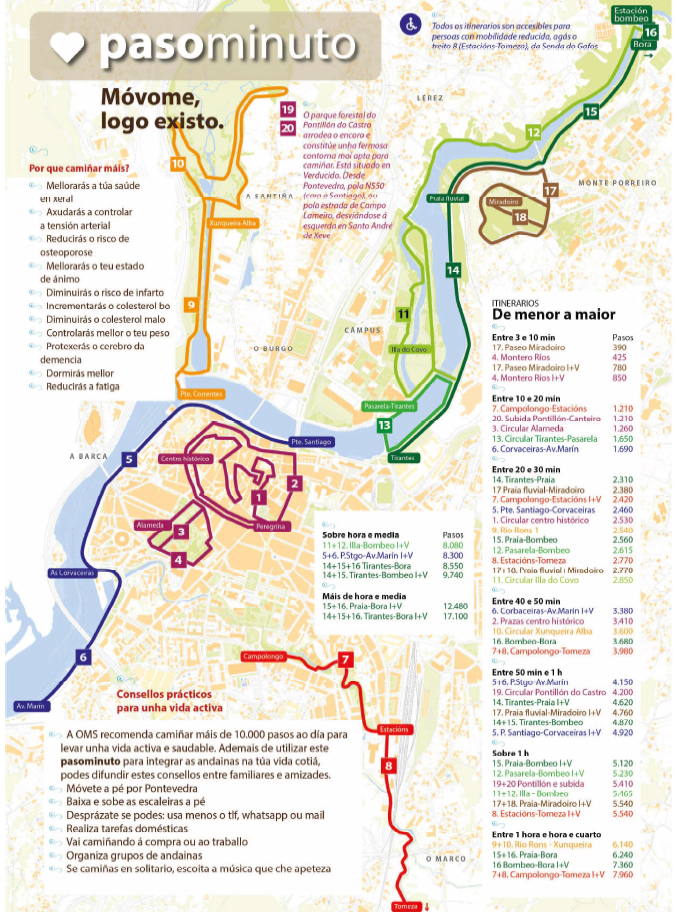 pasominuto
Móvome,
logo existo.
Todos os itinerarios son accesibles para
persoas con mobilidade reducida, agás o
treito 8 (Estacións-Tomeza), da Senda do Gafos
Estación
bombeo
16
Bora
15
12
LÉREZ
19
20
O parque forestal do
Pontillón do Castro
arrodea o encoro e
constitúe unha fermosa
contorna moi apta para
camiñar. Está situado en
Verducido. Desde
Pontevedra, pola N550
(cara a Santiago), ou
pola estrada de Campo
Lameiro, desviándose á
esquerda en Santo André
de Xeve
10
A SANTIÑA
Xunqueira-Alba
9
Por que camiñar máis?
Mellorarás a túa saúde
en xeral
Axudarás a controlar
a tensión arterial
Reducirás o risco de
osteoporose
Mellorarás o teu estado
de ánimo
Diminuirás o risco de infarto
Incrementarás o colesterol bo
Diminuirás o colesterol malo
Controlarás mellor o teu peso
Protexerás o cerebro da
demencia
Dormirás mellor
Reducirás a fatiga
MONTE PORREIRO
17
Miradoiro
18
Praia fluvial
14
11
CAMPUS
Illa do Covo
O BURGO
Pte. Correntes
Pasarela-Tirantes
13
Tirantes
Pte. Santiago
A BARCA
5
Centro histórico
2
1
Peregrina
Alameda
3
4
As Corvaceiras
6
Av. Marín
Campolongo
7
Estacións
8
O MARCO
Tomeza
ITINERARIOS
De menor a maior
Entre 3 e 10 min Pasos
17. Paseo Miradoiro 390
4. Montero Ríos 425
17. Paseo Miradoiro I+V 780
4. Montero Ríos I+V 850
Entre 10 e 20 min
7. Campolongo-Estacións 1.210
20. Subida Pontillón-Canteiro 1.210
3. Circular Alameda 1.260
13. Circular Tirantes-Pasarela 1.650
6. Corvaceiras-Av.Marín 1.690
Entre 20 e 30 min
14. Tirantes-Praia 2.310
17 Praia fluvial-Miradoiro 2.380
7. Campolongo-Estacións I+V 2.420
5. Pte. Santiago-Corvaceiras 2.460
1. Circular centro histórico 2.530
9. Río Rons 1 2.540
15. Praia-Bombeo 2.560
12. Pasarela-Bombeo 2.615
8. Estacións-Tomeza 2.770
17+10. Praia fluvial+Miradoiro 2.770
11. Circular Illa do Covo 2.850
Entre 40 e 50 min
6. Corbaceiras-Av.Marín I+V 3.380
2. Prazas centro histórico 3.410
10. Circular Xunqueira Alba 3.600
16. Bombeo-Bora 3.680
7+8. Campolongo-Tomeza 3.980
Entre 50 min e 1 h
5+6. P.Stgo-Av.Marín 4.150
19. Circular Pontillón do Castro 4.200
14. Tirantes-Praia I+V 4.620
17. Praia fluvial-Miradoiro I+V 4.760
14+15. Tirantes-Bombeo 4.870
5. P. Santiago-Corvaceiras I+V 4.920
Sobre 1 h
15. Praia-Bombeo I+V 5.120
12. Pasarela-Bombeo I+V 5.230
19+20 Pontillón e subida 5.410
11+12. Illa - Bombeo 5.465
17+18. Praia-Miradoiro I+V 5.540
8. Estacións-Tomeza I+V 5.540
Entre 1 hora e hora e cuarto
9+10. Río Rons - Xunqueira 6.140
15+16. Praia-Bora 6.240
16 Bombeo-Bora I+V 7.360
7+8. Campolongo-Tomeza I+V 7.960
Sobre hora e media Pasos
11+12. Illa-Bombeo I+V 8.080
5+6. P.Stgo-Av.Marín I+V 8.300
14+15+16 Tirantes-Bora 8.550
14+15. Tirantes-Bombeo I+V 9.740
Máis de hora e media
15+16. Praia-Bora I+V 12.480
14+15+16. Tirantes-Bora I+V 17.100
Consellos prácticos
para unha vida activa
A OMS recomenda camiñar máis de 10.000 pasos ao día para
levar unha vida activa e saudable. Ademais de utilizar este
pasominuto para integrar as andainas na túa vida cotiá,
podes difundir estes consellos entre familiares e amizades.
Móvete a pé por Pontevedra
Baixa e sobe as escaleiras a pé
Desprázate se podes: usa menos o tlf, whatsapp ou mail
Realiza tarefas domésticas
Vai camiñando á compra ou ao traballo
Organiza grupos de andainas
Se camiñas en solitario, escoita a música que che apeteza